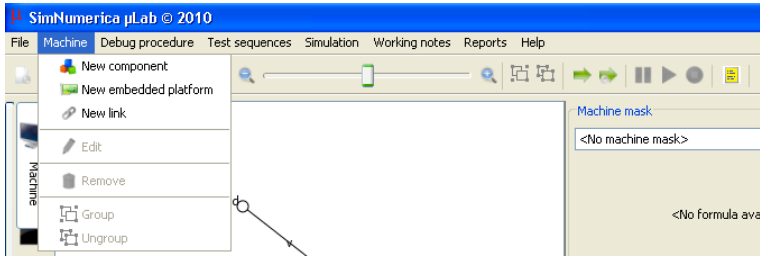 µ SimNumerica µLab © 2010
File Machine Debug procedure Test sequences Simulation Working notes Reports Help
New component
New embedded platform
New link
Edit
Remove
Group
Ungroup
Machine
d
Machine mask
<No machine mask>
<No formula ava